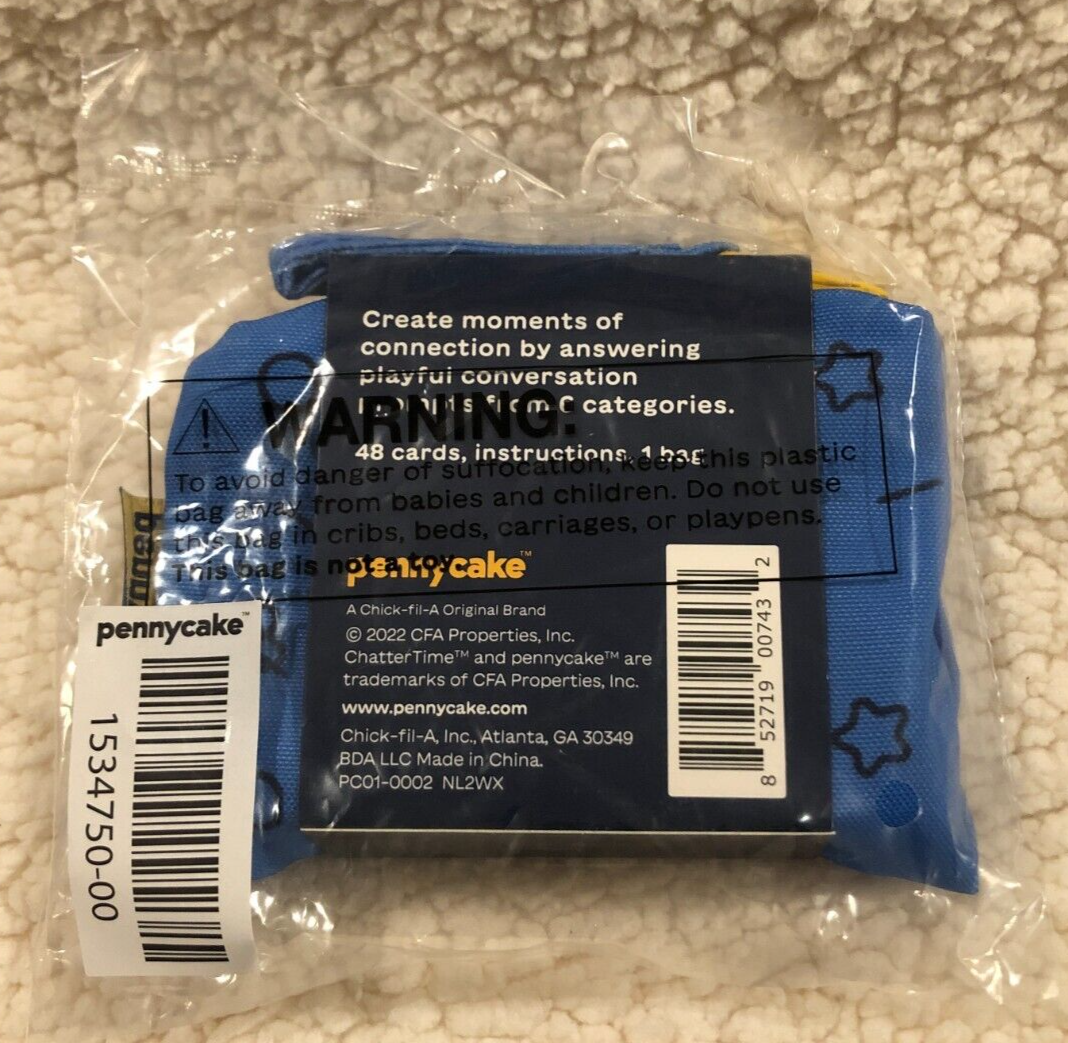 Create moments of
connection by answering
playful conversation
prompts from categories.
48 cards, instructions, 1 bag
WARNING:
To avoid danger of suffocation, keep this plastic
bag away from babies and children. Do not use
this bag in cribs, beds, carriages, or playpens.
This bag is not a toy.
pennycake™
A Chick-fil-A Original Brand
© 2022 CFA Properties, Inc.
ChatterTime™ and pennycake™ are
trademarks of CFA Properties, Inc.
www.pennycake.com
Chick-fil-A, Inc., Atlanta, GA 30349
BDA LLC Made in China.
PC01-0002 NL2WX
8 52719 00743 2
pennycake™
1534750-00